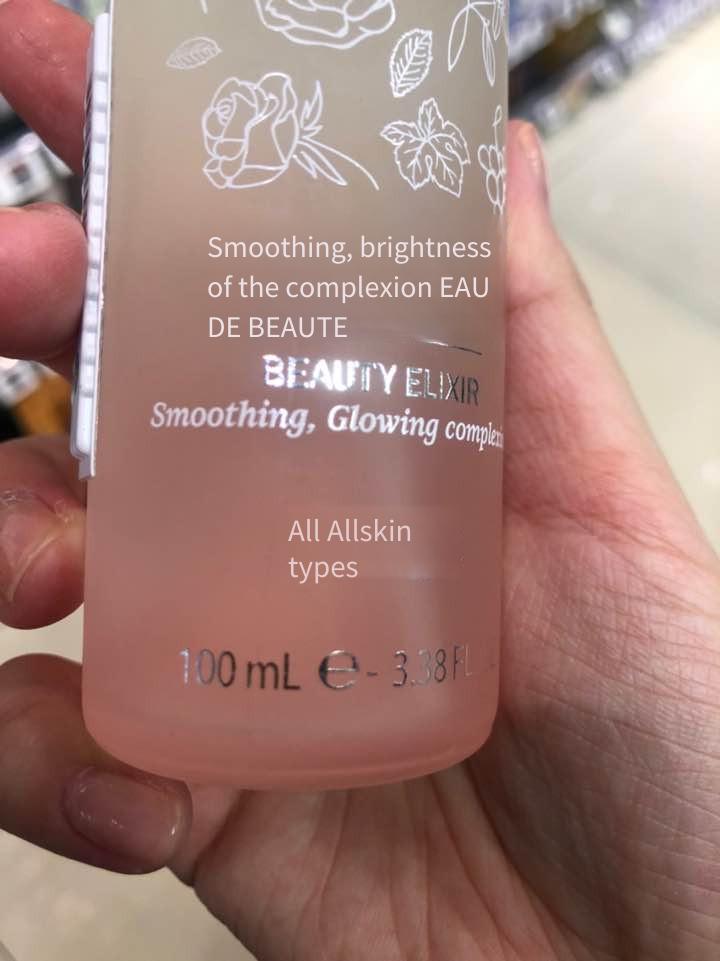 Smoothing, brightness
of the complexion EAU
DE BEAUTE
BEAUTY ELIXIR
Smoothing, Glowing
All Allskin
types
100 mL e - 3.38 FL